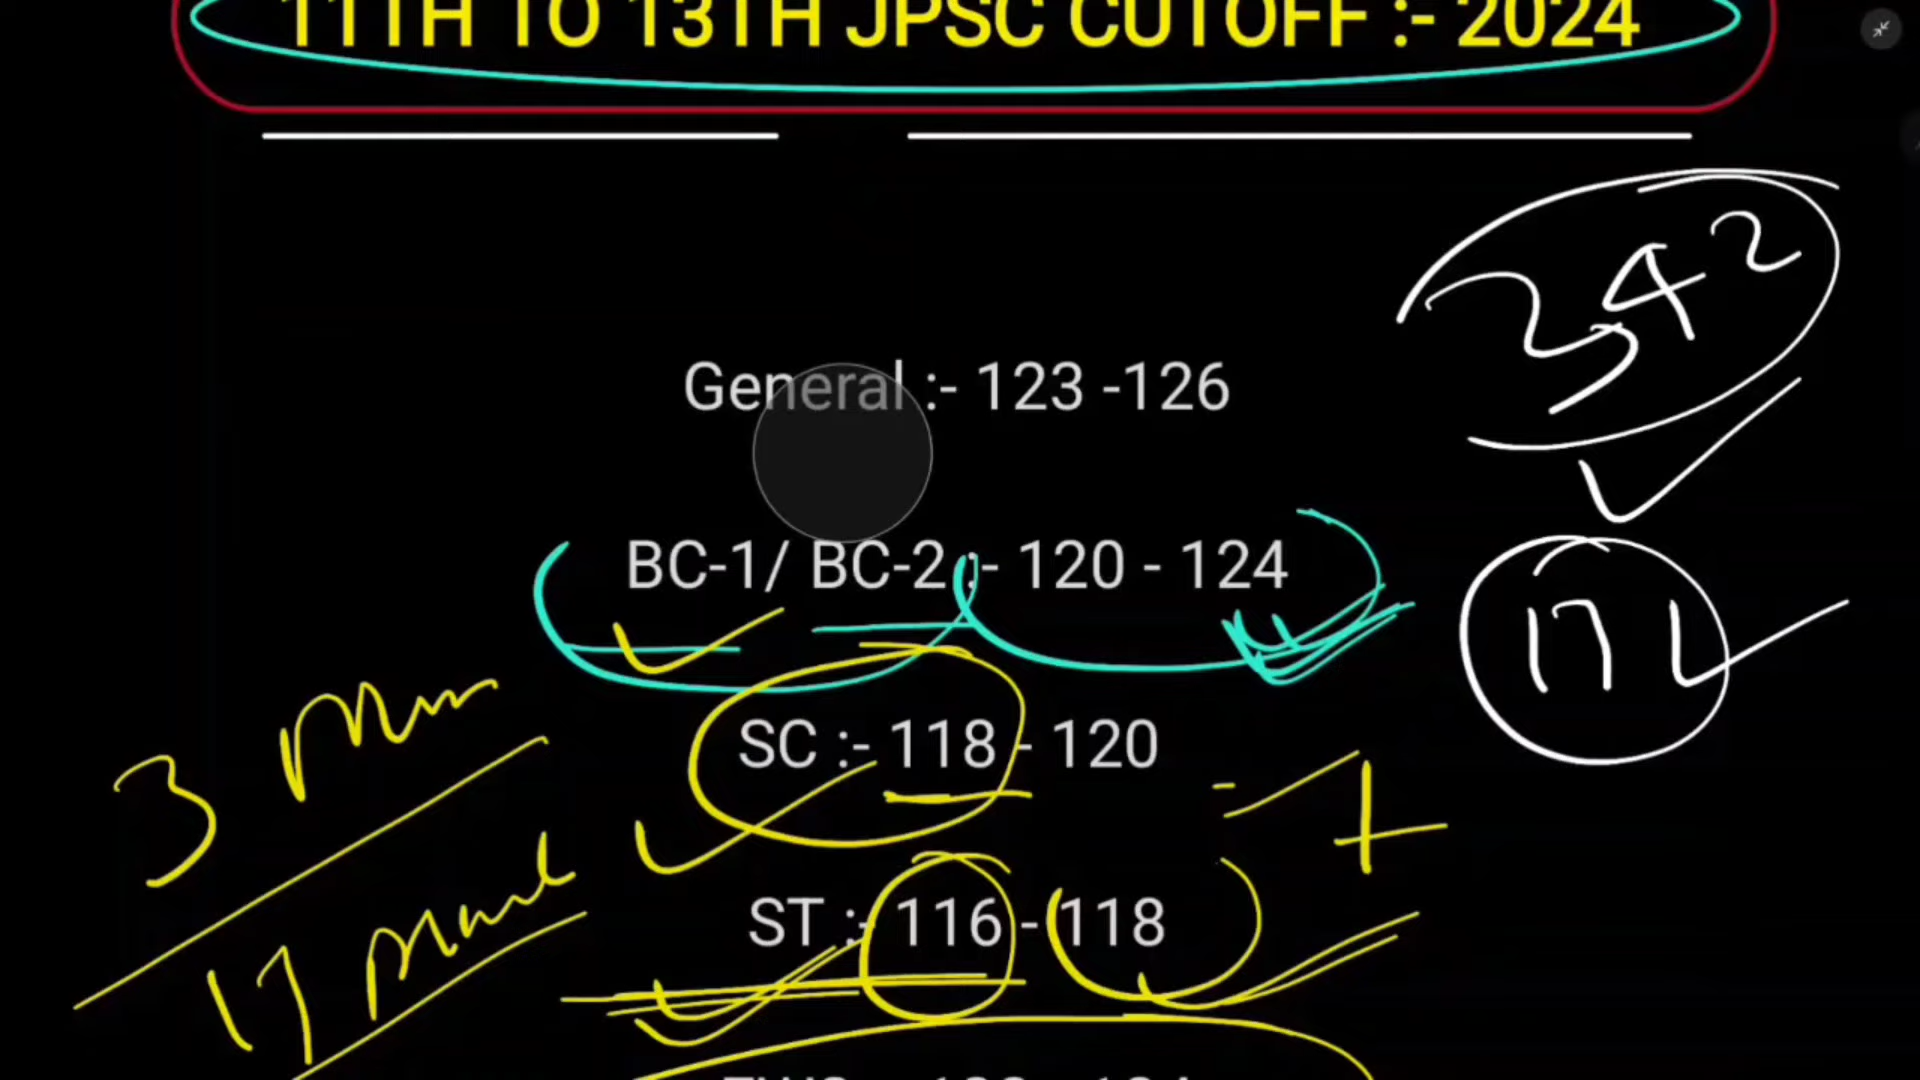 11TH TO 13TH JPSC CUTOFF :- 2024
342
General :- 123 -126
BC-1/ BC-2 :- 120 - 124
SC :- 118 - 120
3
ST :- 116 - 118
17